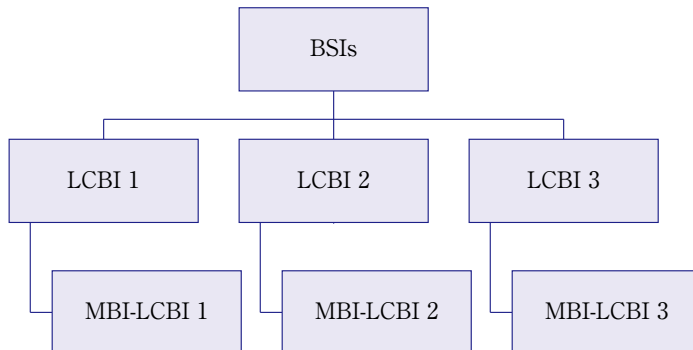 BSIs
LCBI 1
LCBI 2
LCBI 3
MBI-LCBI 1
MBI-LCBI 2
MBI-LCBI 3